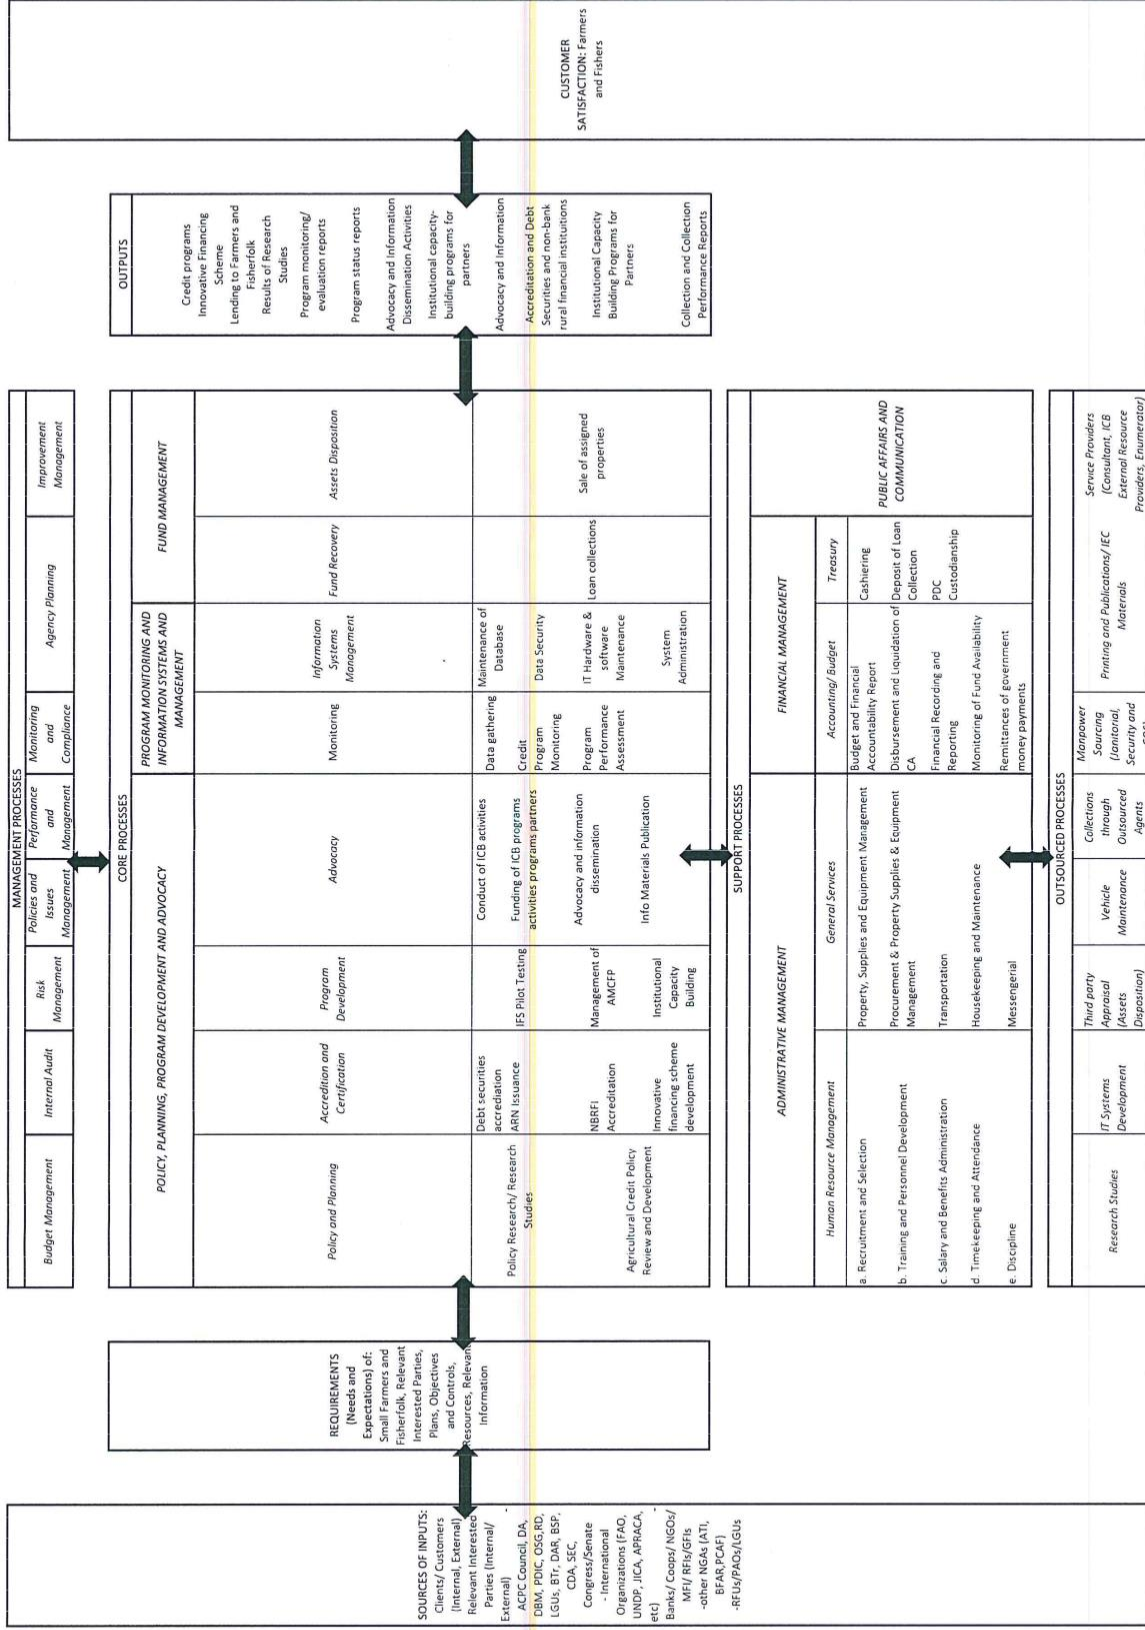 SOURCES OF INPUTS:
Clients/ Customers
(Internal, External)
Relevant Interested
Parties (Internal/
External) -
ACPC Council, DA,
DBM, PDIC, OSG,RD,
LGUs, BTr, DAR, BSP,
CDA, SEC,
Congress/Senate
- International
Organizations (FAO,
UNDP, JICA, APRACA,
etc) -
Banks/ Coops/ NGOs/
MFI/ RFIs/GFIs
-other NGAs (ATI,
BFAR,PCAF)
-RFUs/PAOs/LGUs
REQUIREMENTS
(Needs and
Expectations) of:
Small Farmers and
Fisherfolk, Relevant
Interested Parties,
Plans, Objectives
and Controls,
Resources, Relevant
Information
MANAGEMENT PROCESSES
Budget Management
Internal Audit
Risk
Management
Policies and
Issues
Management
Performance
and
Management
Monitoring
and
Compliance
Agency Planning
Improvement
Management
CORE PROCESSES
POLICY, PLANNING, PROGRAM DEVELOPMENT AND ADVOCACY
PROGRAM MONITORING AND
INFORMATION SYSTEMS AND
MANAGEMENT
FUND MANAGEMENT
Policy and Planning
Accredition and
Certification
Program
Development
Advocacy
Monitoring
Information
Systems
Management
Fund Recovery
Assets Disposition
Policy Research/ Research
Studies
Agricultural Credit Policy
Review and Development
Debt securities
accrediation
ARN Issuance
NBRFI
Accreditation
Innovative
financing scheme
development
IFS Pilot Testing
Management of
AMCFP
Institutional
Capacity
Building
Conduct of ICB activities
Funding of ICB programs
activities programs partners
Advocacy and information
dissemination
Info Materials Publication
Data gathering
Credit
Program
Monitoring
Program
Performance
Assessment
Maintenance of
Database
Data Security
IT Hardware &
software
Maintenance
System
Administration
Loan collections
Sale of assigned
properties
SUPPORT PROCESSES
ADMINISTRATIVE MANAGEMENT
FINANCIAL MANAGEMENT
PUBLIC AFFAIRS AND
COMMUNICATION
Human Resource Management
General Services
Accounting/ Budget
Treasury
a. Recruitment and Selection
b. Training and Personnel Development
c. Salary and Benefits Administration
d. Timekeeping and Attendance
e. Discipline
Property, Supplies and Equipment Management
Procurement & Property Supplies & Equipment
Management
Transportation
Housekeeping and Maintenance
Messengerial
Budget and Financial
Accountability Report
Disbursement and Liquidation of
CA
Financial Recording and
Reporting
Monitoring of Fund Availability
Remittances of government
money payments
Cashiering
Deposit of Loan
Collection
PDC
Custodianship
OUTSOURCED PROCESSES
Research Studies
IT Systems
Development
Third party
Appraisal
(Assets
Disposition)
Vehicle
Maintenance
Collections
through
Outsourced
Agents
Manpower
Sourcing
(Janitorial,
Security and
Printing and Publications/ IEC
Materials
Service Providers
(Consultant, ICB
External Resource
Providers, Enumerator)
OUTPUTS
Credit programs
Innovative Financing
Scheme
Lending to Farmers and
Fisherfolk
Results of Research
Studies
Program monitoring/
evaluation reports
Program status reports
Advocacy and Information
Dissemination Activities
Institutional capacity-
building programs for
partners
Advocacy and Information
Accreditation and Debt
Securities and non-bank
rural financial instituitions
Institutional Capacity
Building Programs for
Partners
Collection and Collection
Performance Reports
CUSTOMER
SATISFACTION: Farmers
and Fishers